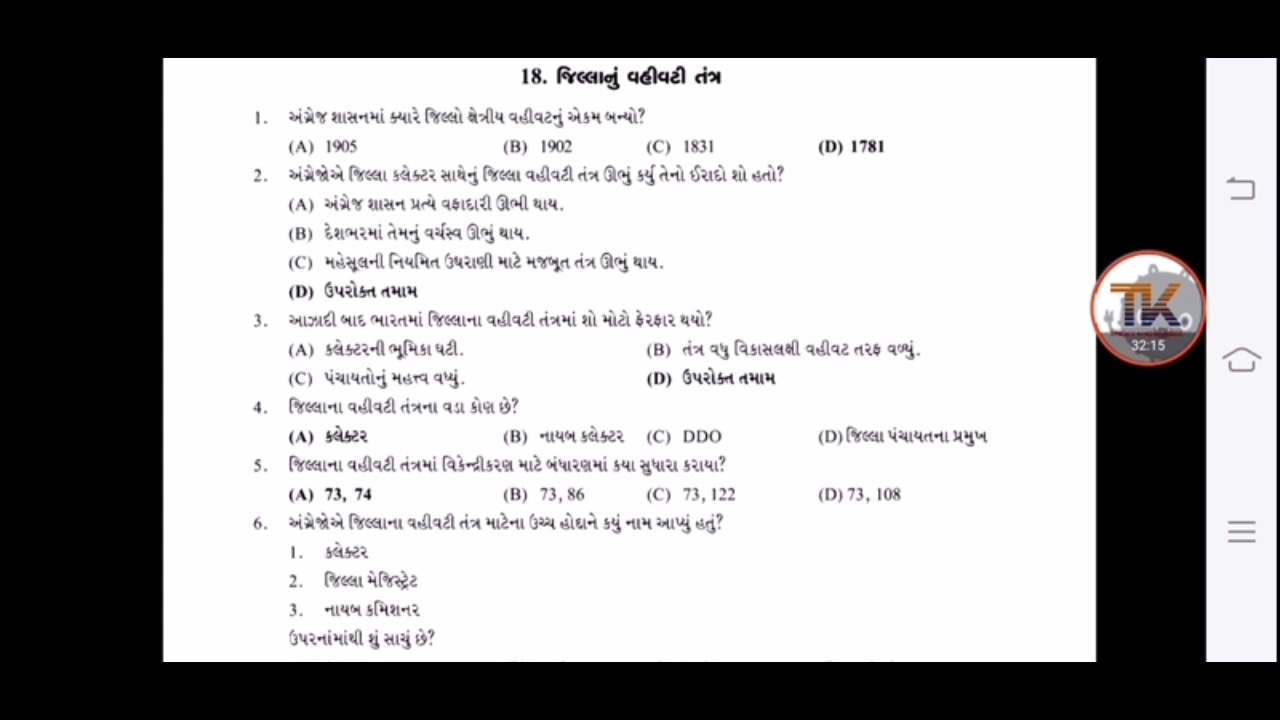 18. જિલ્લાનું વહીવટી તંત્ર
1. અંગ્રેજ શાસનમાં ક્યારે જિલ્લો ક્ષેત્રીય વહીવટનું એકમ બન્યો?
(A) 1905 (B) 1902 (C) 1831 (D) 1781
2. અંગ્રેજોએ જિલ્લા કલેક્ટર સાથેનું જિલ્લા વહીવટી તંત્ર ઊભું કર્યુ તેનો ઈરાદો શો હતો?
(A) અંગ્રેજ શાસન પ્રત્યે વફાદારી ઊભી થાય.
(B) દેશભરમાં તેમનું વર્ચસ્વ ઊભું થાય.
(C) મહેસૂલની નિયમિત ઉઘરાણી માટે મજબૂત તંત્ર ઊભું થાય.
(D) ઉપરોક્ત તમામ
3. આઝાદી બાદ ભારતમાં જિલ્લાના વહીવટી તંત્રમાં શો મોટો ફેરફાર થયો?
(A) કલેક્ટરની ભૂમિકા ઘટી. (B) તંત્ર વધુ વિકાસલક્ષી વહીવટ તરફ વળ્યું.
(C) પંચાયતોનું મહત્ત્વ વધ્યું. (D) ઉપરોક્ત તમામ
4. જિલ્લાના વહીવટી તંત્રના વડા કોણ છે?
(A) કલેક્ટર (B) નાયબ કલેક્ટર (C) DDO (D) જિલ્લા પંચાયતના પ્રમુખ
5. જિલ્લાના વહીવટી તંત્રમાં વિકેન્દ્રીકરણ માટે બંધારણમાં કયા સુધારા કરાયા?
(A) 73, 74 (B) 73, 86 (C) 73, 122 (D) 73, 108
6. અંગ્રેજોએ જિલ્લાના વહીવટી તંત્ર માટેના ઉચ્ચ હોદ્દાને કયું નામ આપ્યું હતું?
1. કલેક્ટર
2. જિલ્લા મેજિસ્ટ્રેટ
3. નાયબ કમિશનર
ઉપરનાંમાંથી શું સાચું છે?
TK
32:15